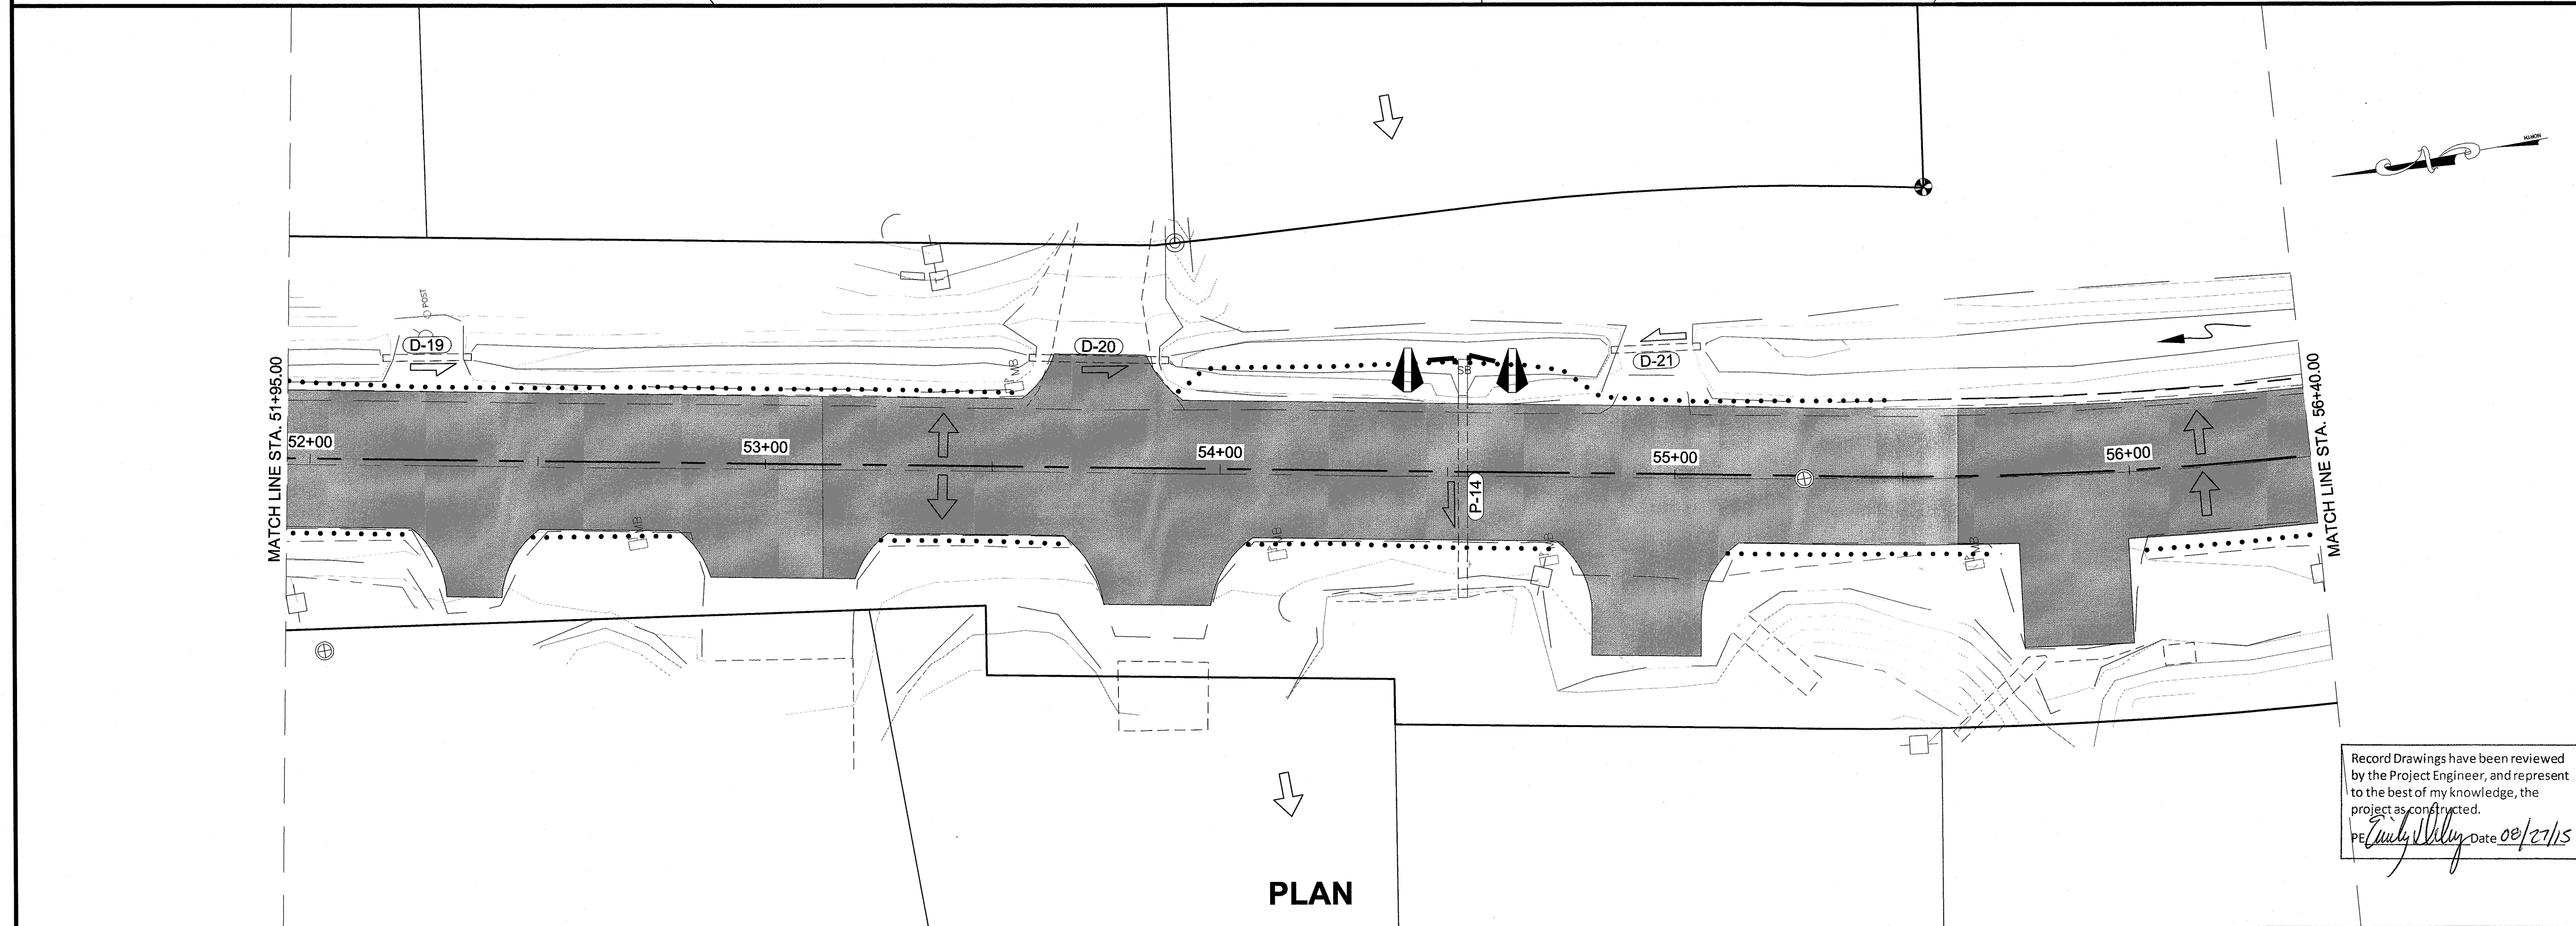 NORTH
POST
D-19
D-20
D-21
MB
SB
MATCH LINE STA. 51+95.00
MATCH LINE STA. 56+40.00
52+00
53+00
54+00
55+00
56+00
P-14
MB
MB
MB
MB
T
Record Drawings have been reviewed
by the Project Engineer, and represent
to the best of my knowledge, the
project as constructed.
PE Emily Date 08/27/15
PLAN